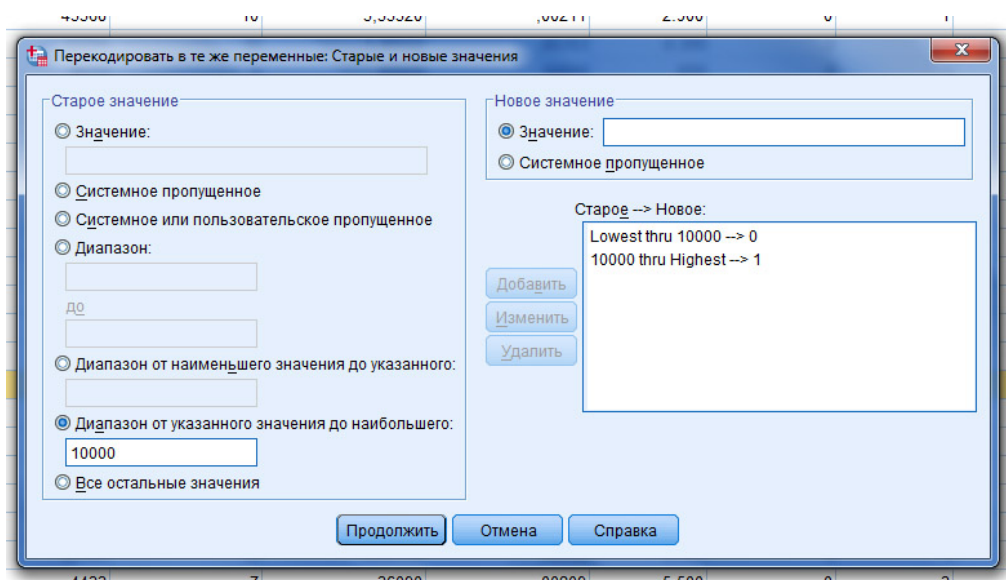 Перекодировать в те же переменные: Старые и новые значения
Старое значение
Значение:
Системное пропущенное
Системное или пользовательское пропущенное
Диапазон:
до
Диапазон от наименьшего значения до указанного:
Диапазон от указанного значения до наибольшего:
10000
Все остальные значения
Новое значение
Значение:
Системное пропущенное
Старое --> Новое:
Lowest thru 10000 --> 0
10000 thru Highest --> 1
Добавить
Изменить
Удалить
Продолжить Отмена Справка